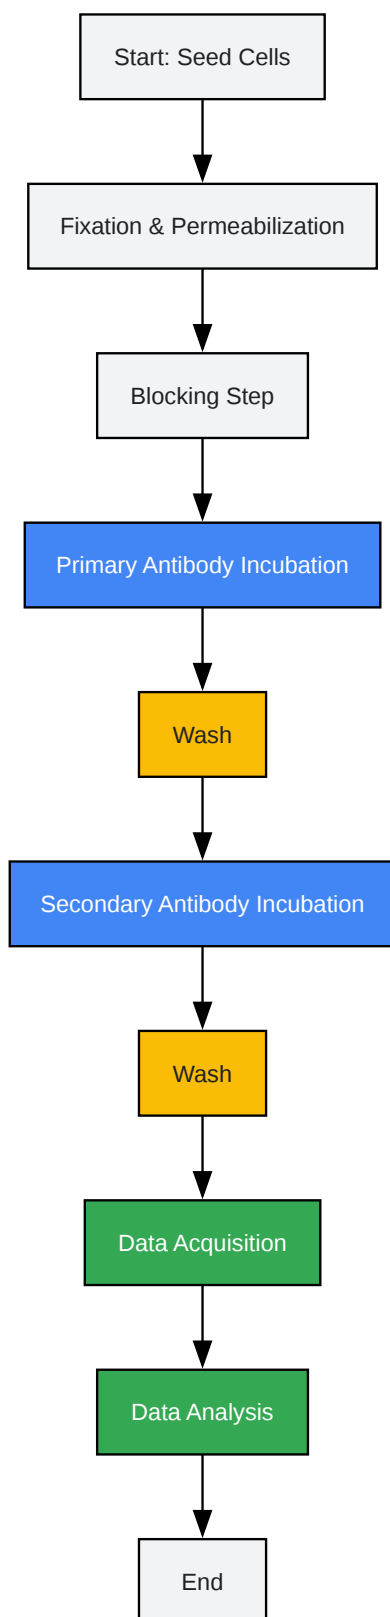 Start: Seed Cells
Fixation & Permeabilization
Blocking Step
Primary Antibody Incubation
Wash
Secondary Antibody Incubation
Wash
Data Acquisition
Data Analysis
End